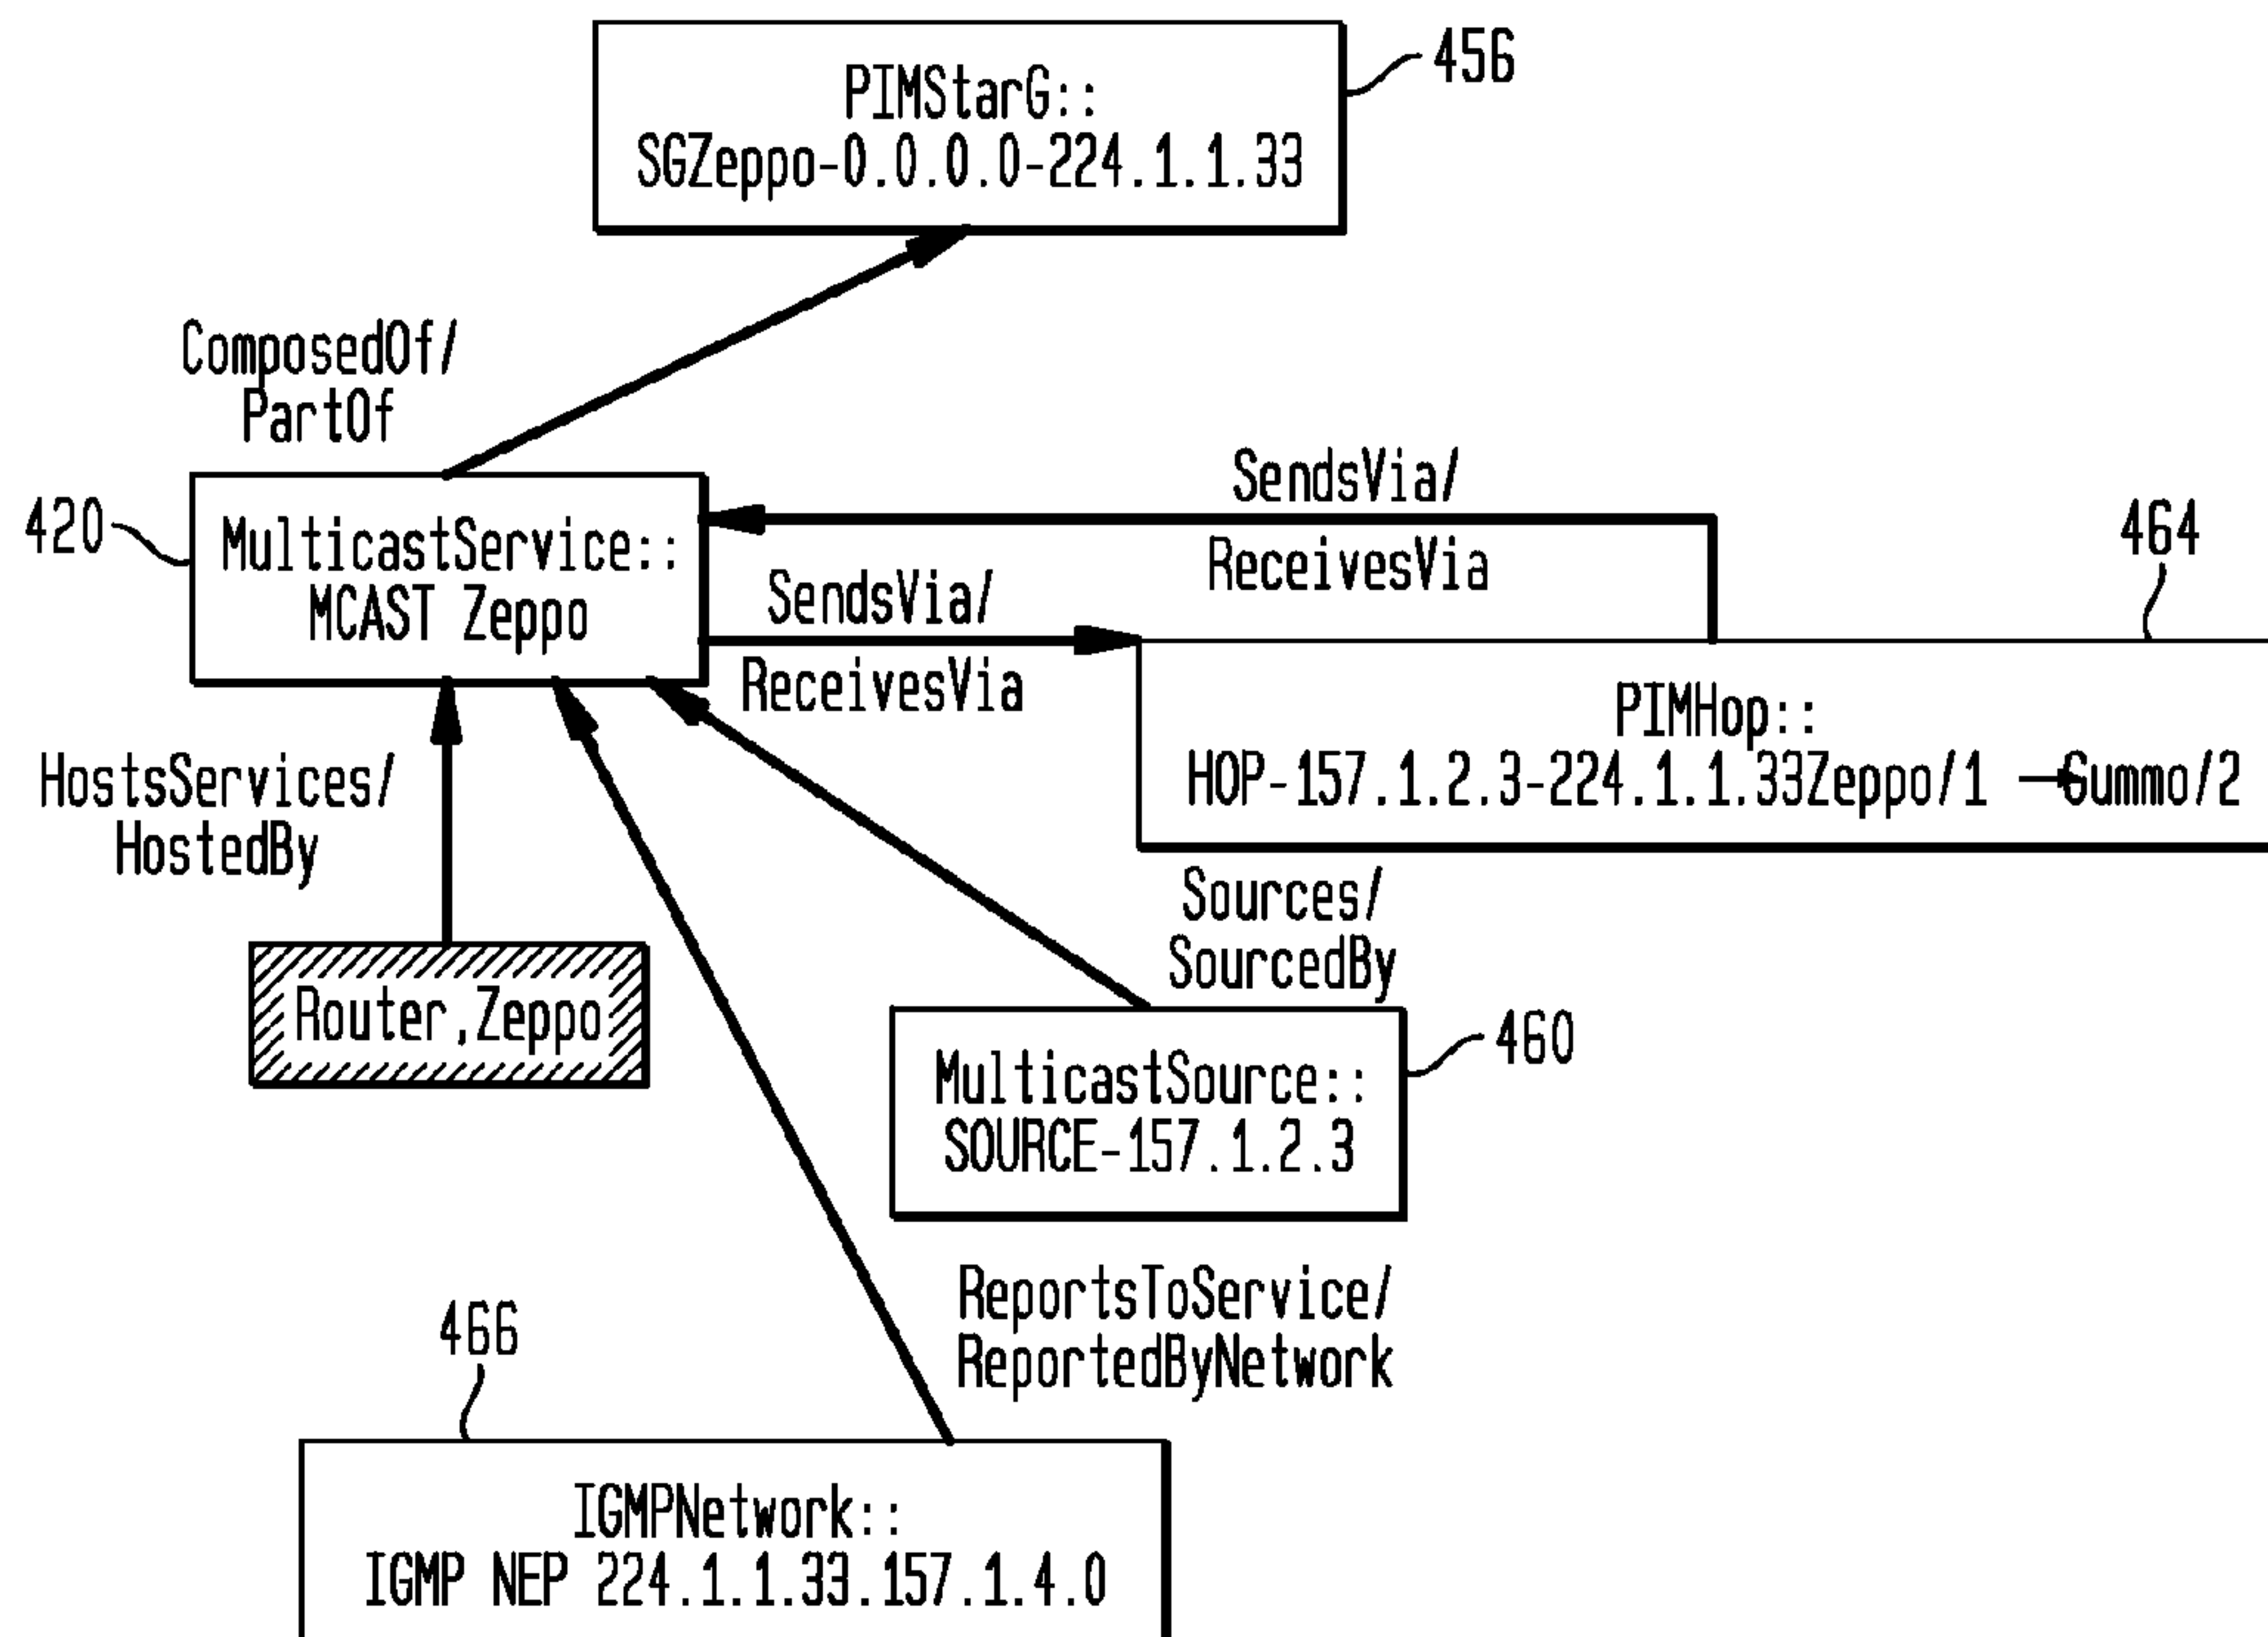 PIMStarG::
SGZeppo-0.0.0.0-224.1.1.33
456
ComposedOf/
PartOf
420
MulticastService::
MCAST Zeppo
SendsVia/
ReceivesVia
SendsVia/
ReceivesVia
464
PIMHop::
HOP-157.1.2.3-224.1.1.33Zeppo/1 →Gummo/2
HostsServices/
HostedBy
Router,Zeppo
Sources/
SourcedBy
MulticastSource::
SOURCE-157.1.2.3
460
ReportsToService/
ReportedByNetwork
466
IGMPNetwork::
IGMP NEP 224.1.1.33.157.1.4.0